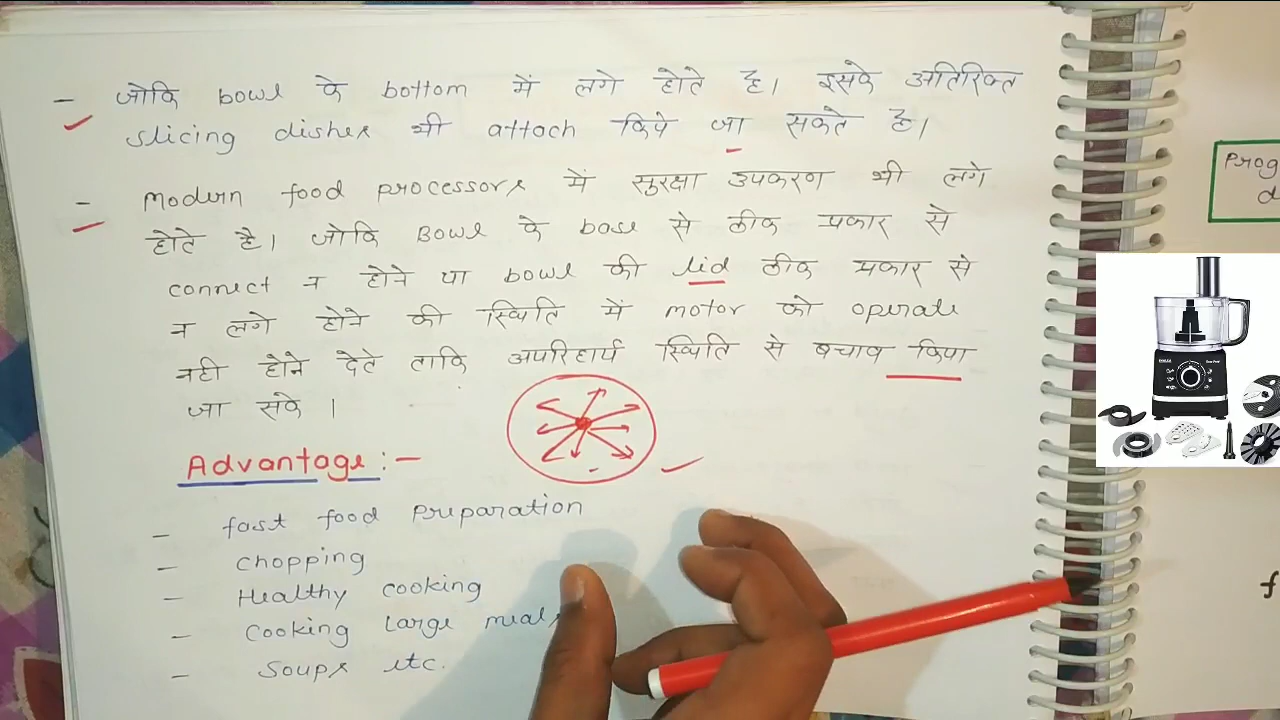 - जोकि bowl के bottom में लगे होते है। इसके अतिरिक्त
slicing dishes भी attach किये जा सकते है।
- Modern food processors में सुरक्षा उपकरण भी लगे
होते है। जोकि Bowl के base से ठीक प्रकार से
connect न होने या bowl की lid ठीक प्रकार से
न लगे होने की स्थिति में motor को operate
नही होने देते ताकि अपरिहार्य स्थिति से बचाव किया
जा सके।
Advantage:-
- fast food preparation
- chopping
- Healthy cooking
- Cooking large meals
- Soups etc.
Prog
d
f